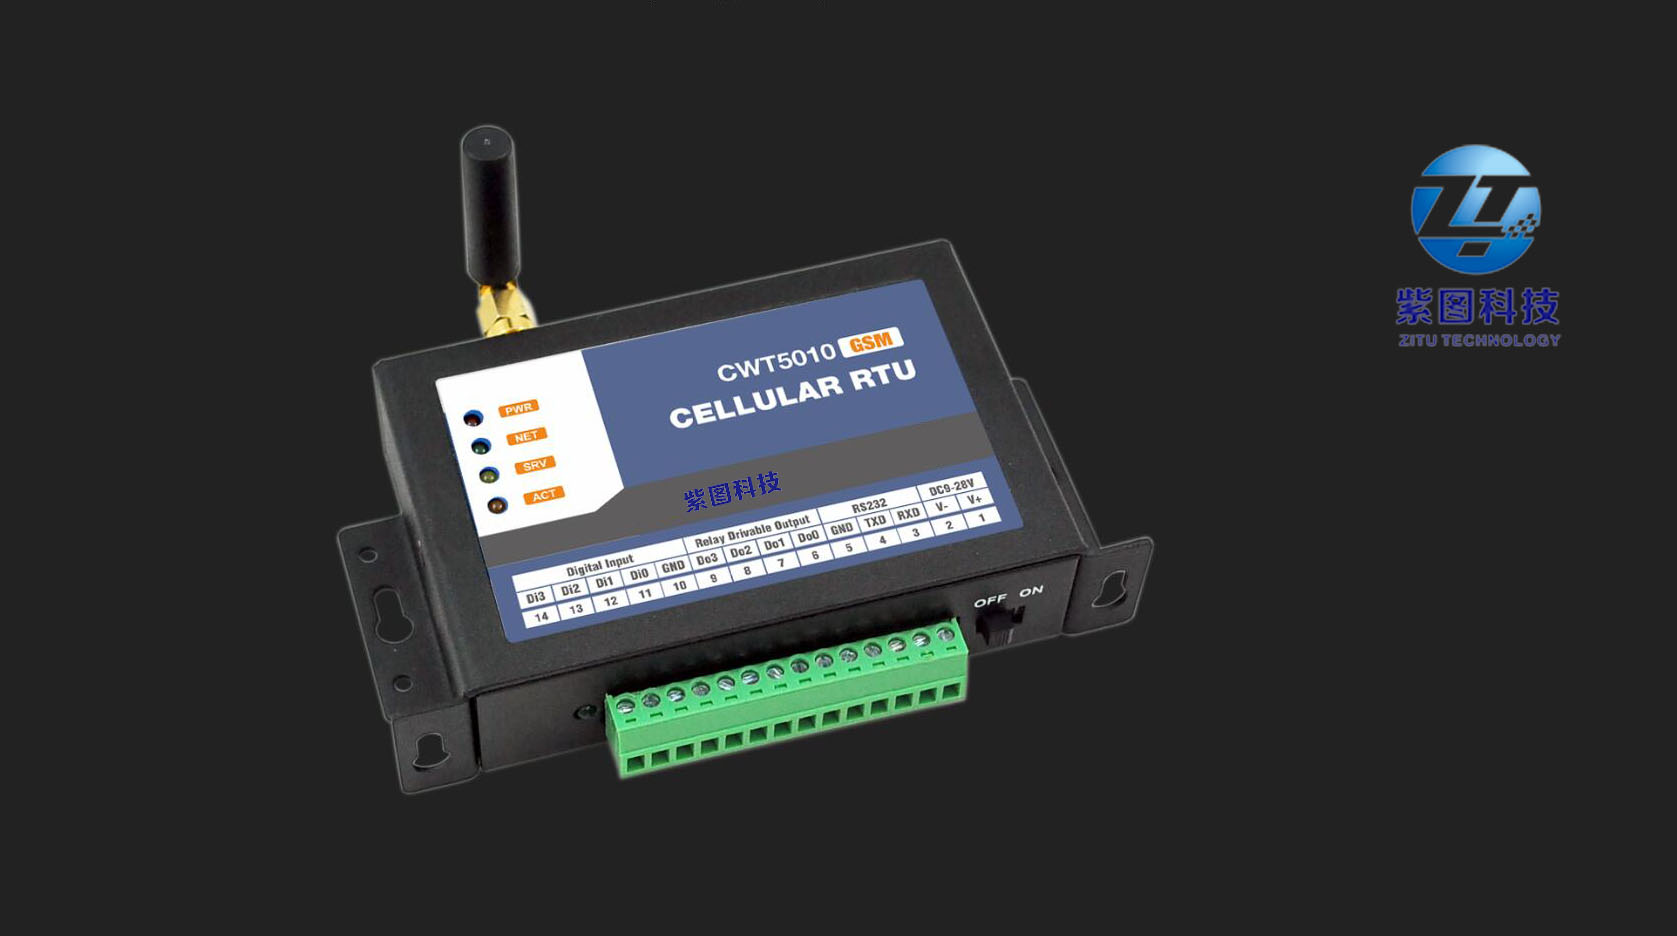 紫图科技
ZITU TECHNOLOGY
CWT5010 GSM
CELLULAR RTU
PWR
NET
SRV
ACT
紫图科技
Digital Input Relay Drivable Output RS232 DC9-28V
Di3 Di2 Di1 Di0 GND Do3 Do2 Do1 Do0 GND TXD RXD V- V+
14 13 12 11 10 9 8 7 6 5 4 3 2 1
OFF ON